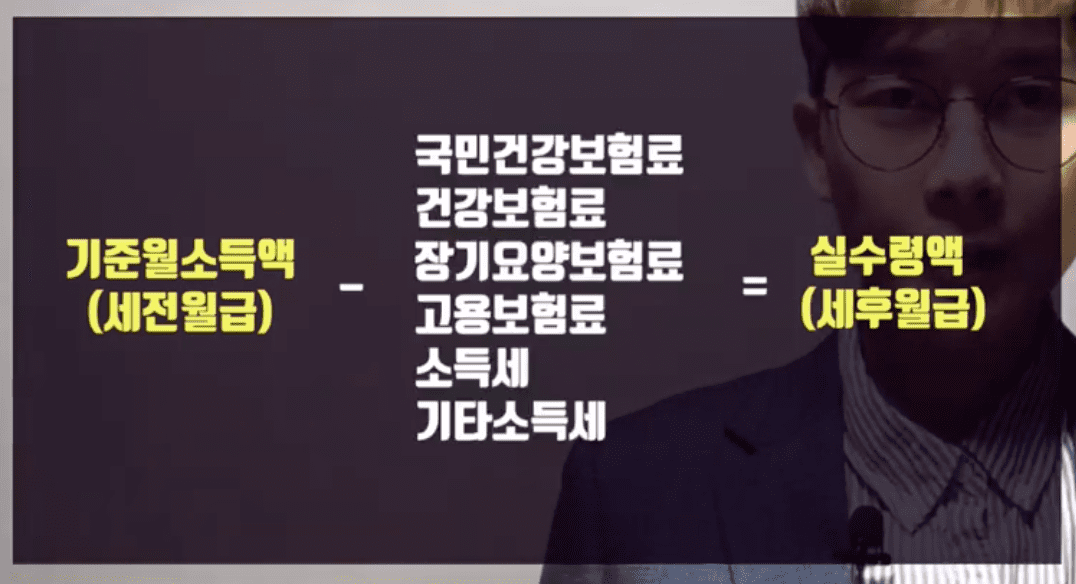 기준월소득액
(세전월급)
-
국민건강보험료
건강보험료
장기요양보험료
고용보험료
소득세
기타소득세
=
실수령액
(세후월급)